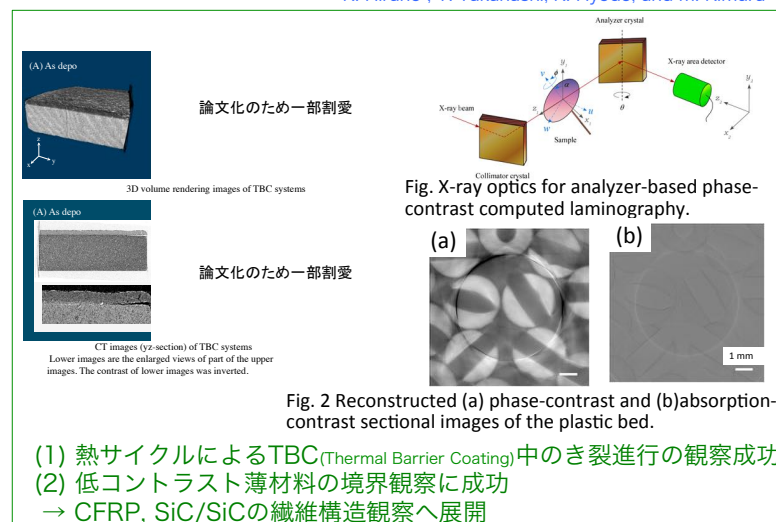 (A) As depo
z
x
y
論文化のため一部割愛
3D volume rendering images of TBC systems
(A) As depo
論文化のため一部割愛
CT images (yz-section) of TBC systems
Lower images are the enlarged views of part of the upper
images. The contrast of lower images was inverted.
Analyzer crystal
X-ray area detector
X-ray beam
Sample
Collimator crystal
θ
Fig. X-ray optics for analyzer-based phase-
contrast computed laminography.
(a)
(b)
1 mm
Fig. 2 Reconstructed (a) phase-contrast and (b)absorption-
contrast sectional images of the plastic bed.
(1) 熱サイクルによるTBC(Thermal Barrier Coating)中のき裂進行の観察成功
(2) 低コントラスト薄材料の境界観察に成功
→ CFRP, SiC/SiCの繊維構造観察へ展開